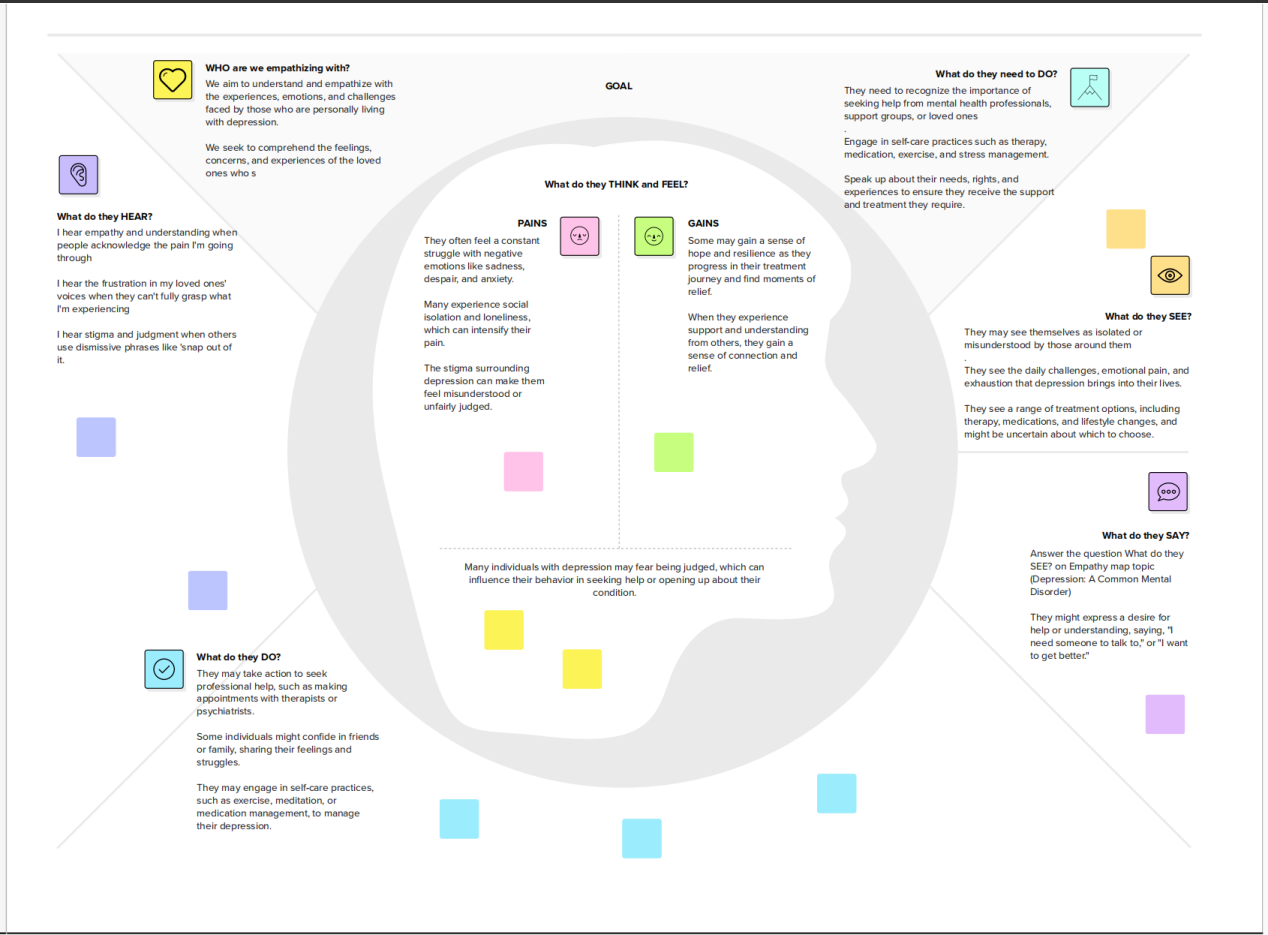 WHO are we empathizing with?
We aim to understand and empathize with
the experiences, emotions, and challenges
faced by those who are personally living
with depression.
We seek to comprehend the feelings,
concerns, and experiences of the loved
ones who s
GOAL
What do they need to DO?
They need to recognize the importance of
seeking help from mental health professionals,
support groups, or loved ones
.
Engage in self-care practices such as therapy,
medication, exercise, and stress management.
Speak up about their needs, rights, and
experiences to ensure they receive the support
and treatment they require.
What do they HEAR?
I hear empathy and understanding when
people acknowledge the pain I'm going
through
I hear the frustration in my loved ones'
voices when they can't fully grasp what
I'm experiencing
I hear stigma and judgment when others
use dismissive phrases like 'snap out of
it.
What do they THINK and FEEL?
PAINS
They often feel a constant
struggle with negative
emotions like sadness,
despair, and anxiety.
Many experience social
isolation and loneliness,
which can intensify their
pain.
The stigma surrounding
depression can make them
feel misunderstood or
unfairly judged.
GAINS
Some may gain a sense of
hope and resilience as they
progress in their treatment
journey and find moments of
relief.
When they experience
support and understanding
from others, they gain a
sense of connection and
relief.
What do they SEE?
They may see themselves as isolated or
misunderstood by those around them
.
They see the daily challenges, emotional pain, and
exhaustion that depression brings into their lives.
They see a range of treatment options, including
therapy, medications, and lifestyle changes, and
might be uncertain about which to choose.
What do they SAY?
Answer the question What do they
SEE? on Empathy map topic
(Depression: A Common Mental
Disorder)
They might express a desire for
help or understanding, saying, "I
need someone to talk to," or "I want
to get better."
Many individuals with depression may fear being judged, which can
influence their behavior in seeking help or opening up about their
condition.
What do they DO?
They may take action to seek
professional help, such as making
appointments with therapists or
psychiatrists.
Some individuals might confide in friends
or family, sharing their feelings and
struggles.
They may engage in self-care practices,
such as exercise, meditation, or
medication management, to manage
their depression.